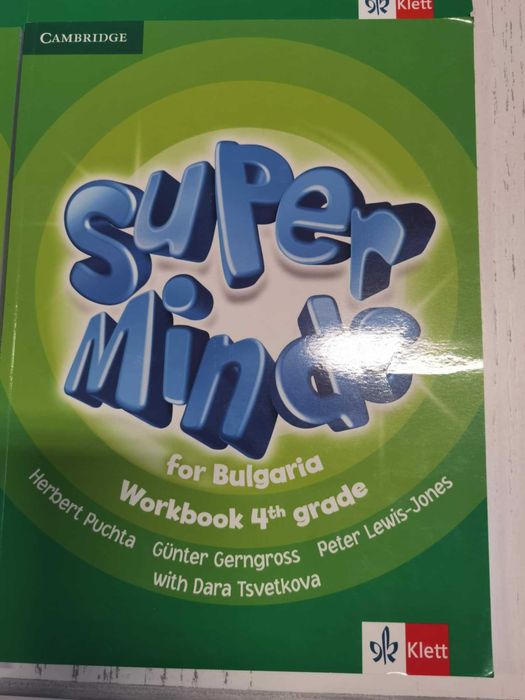 Klett
CAMBRIDGE
Super
Minds
for Bulgaria
Workbook 4th grade
Herbert Puchta Günter Gerngross Peter Lewis-Jones
with Dara Tsvetkova
Klett